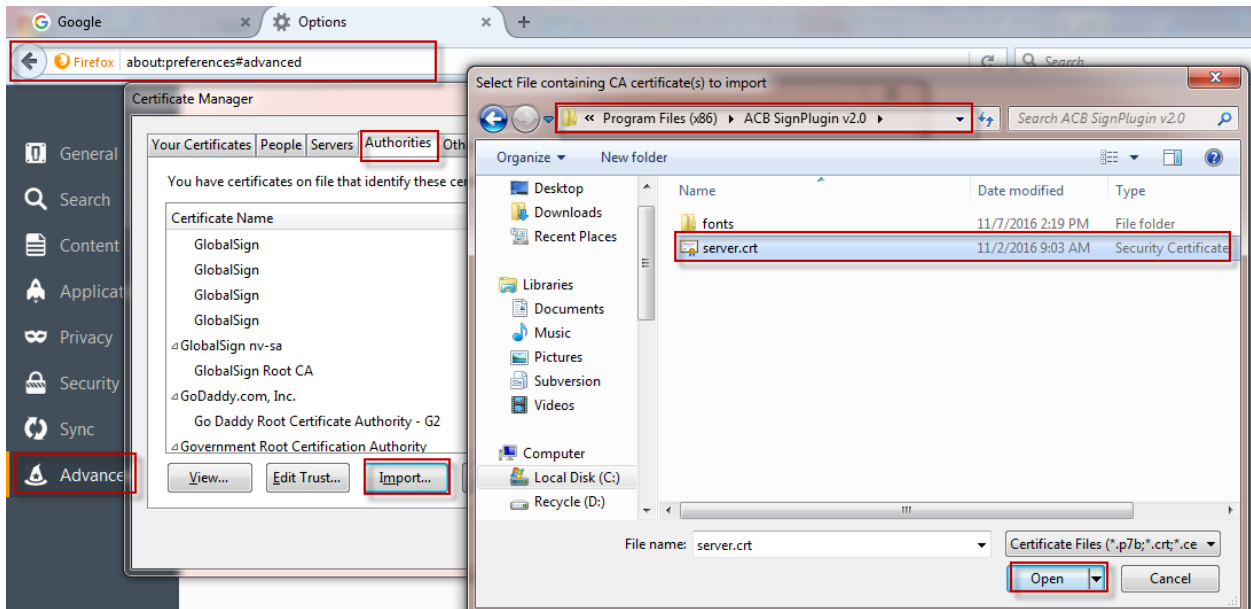 Google
Options
Firefox about:preferences#advanced
Search
General
Search
Content
Applicat
Privacy
Security
Sync
Advance
Certificate Manager
Your Certificates People Servers Authorities Oth
You have certificates on file that identify these cer
Certificate Name
GlobalSign
GlobalSign
GlobalSign
GlobalSign
GlobalSign nv-sa
GlobalSign Root CA
GoDaddy.com, Inc.
Go Daddy Root Certificate Authority - G2
Government Root Certification Authority
View... Edit Trust... Import...
Select File containing CA certificate(s) to import
« Program Files (x86) ▸ ACB SignPlugin v2.0 ▸ Search ACB SignPlugin v2.0
Organize New folder
Desktop
Downloads
Recent Places
Libraries
Documents
Music
Pictures
Subversion
Videos
Computer
Local Disk (C:)
Recycle (D:)
Name Date modified Type
fonts 11/7/2016 2:19 PM File folder
server.crt 11/2/2016 9:03 AM Security Certificate
File name: server.crt Certificate Files (*.p7b;*.crt;*.ce
Open Cancel